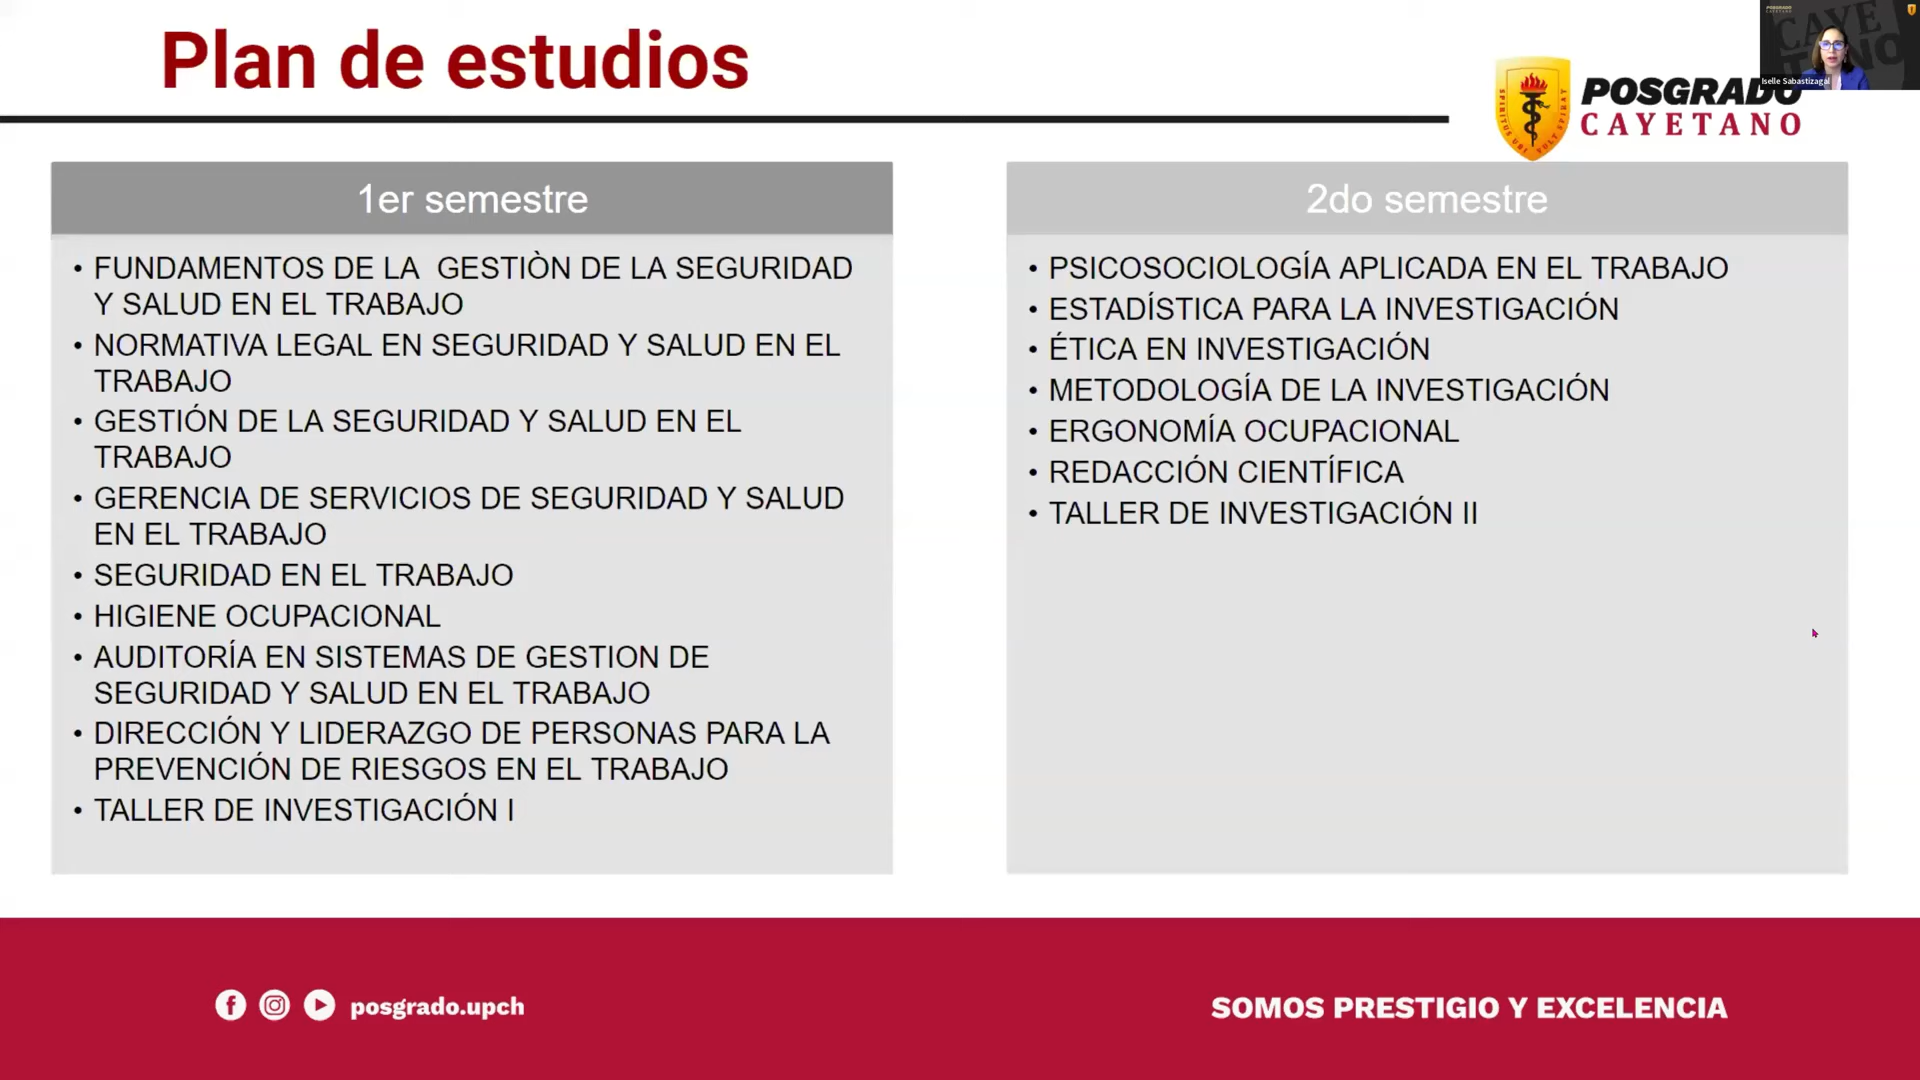 Plan de estudios
POSGRADO
CAYETANO
Iselle Sabastizagal
1er semestre
• FUNDAMENTOS DE LA  GESTIÒN DE LA SEGURIDAD
Y SALUD EN EL TRABAJO
• NORMATIVA LEGAL EN SEGURIDAD Y SALUD EN EL
TRABAJO
• GESTIÓN DE LA SEGURIDAD Y SALUD EN EL
TRABAJO
• GERENCIA DE SERVICIOS DE SEGURIDAD Y SALUD
EN EL TRABAJO
• SEGURIDAD EN EL TRABAJO
• HIGIENE OCUPACIONAL
• AUDITORÍA EN SISTEMAS DE GESTION DE
SEGURIDAD Y SALUD EN EL TRABAJO
• DIRECCIÓN Y LIDERAZGO DE PERSONAS PARA LA
PREVENCIÓN DE RIESGOS EN EL TRABAJO
• TALLER DE INVESTIGACIÓN I
2do semestre
• PSICOSOCIOLOGÍA APLICADA EN EL TRABAJO
• ESTADÍSTICA PARA LA INVESTIGACIÓN
• ÉTICA EN INVESTIGACIÓN
• METODOLOGÍA DE LA INVESTIGACIÓN
• ERGONOMÍA OCUPACIONAL
• REDACCIÓN CIENTÍFICA
• TALLER DE INVESTIGACIÓN II
posgrado.upch
SOMOS PRESTIGIO Y EXCELENCIA